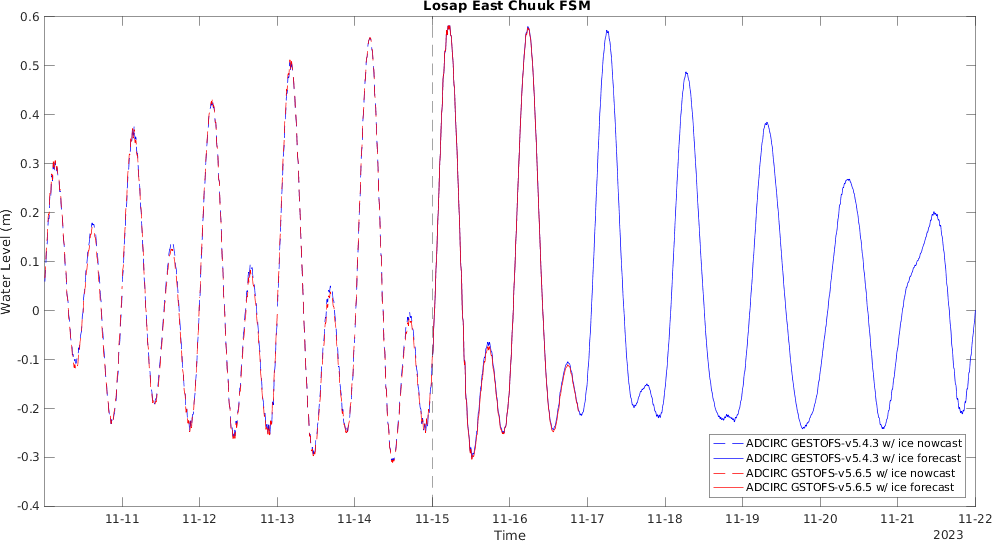 Losap East Chuuk FSM
0.6
0.5
0.4
0.3
0.2
0.1
0
-0.1
-0.2
-0.3
-0.4
Water Level (m)
ADCIRC GESTOFS-v5.4.3 w/ ice nowcast
ADCIRC GESTOFS-v5.4.3 w/ ice forecast
ADCIRC GSTOFS-v5.6.5 w/ ice nowcast
ADCIRC GSTOFS-v5.6.5 w/ ice forecast
11-11 11-12 11-13 11-14 11-15 11-16 11-17 11-18 11-19 11-20 11-21 11-22
Time
2023